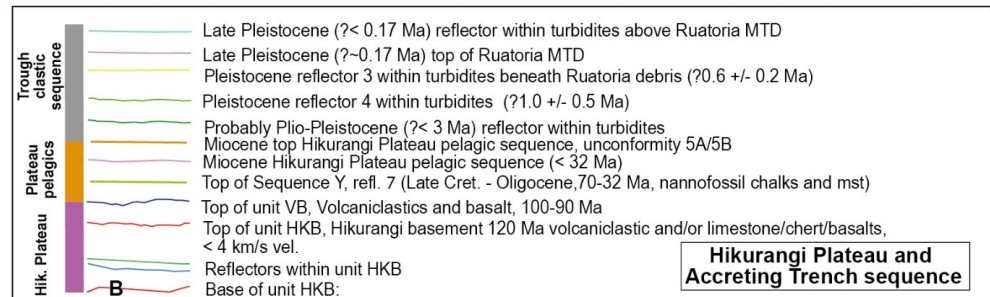 Trough
clastic
sequence
Plateau
pelagics
Hik. Plateau
Late Pleistocene (?< 0.17 Ma) reflector within turbidites above Ruatoria MTD
Late Pleistocene (?~0.17 Ma) top of Ruatoria MTD
Pleistocene reflector 3 within turbidites beneath Ruatoria debris (?0.6 +/- 0.2 Ma)
Pleistocene reflector 4 within turbidites (?1.0 +/- 0.5 Ma)
Probably Plio-Pleistocene (?< 3 Ma) reflector within turbidites
Miocene top Hikurangi Plateau pelagic sequence, unconformity 5A/5B
Miocene Hikurangi Plateau pelagic sequence (< 32 Ma)
Top of Sequence Y, refl. 7 (Late Cret. - Oligocene,70-32 Ma, nannofossil chalks and mst)
Top of unit VB, Volcaniclastics and basalt, 100-90 Ma
Top of unit HKB, Hikurangi basement 120 Ma volcaniclastic and/or limestone/chert/basalts,
< 4 km/s vel.
Reflectors within unit HKB
B
Base of unit HKB:
Hikurangi Plateau and
Accreting Trench sequence